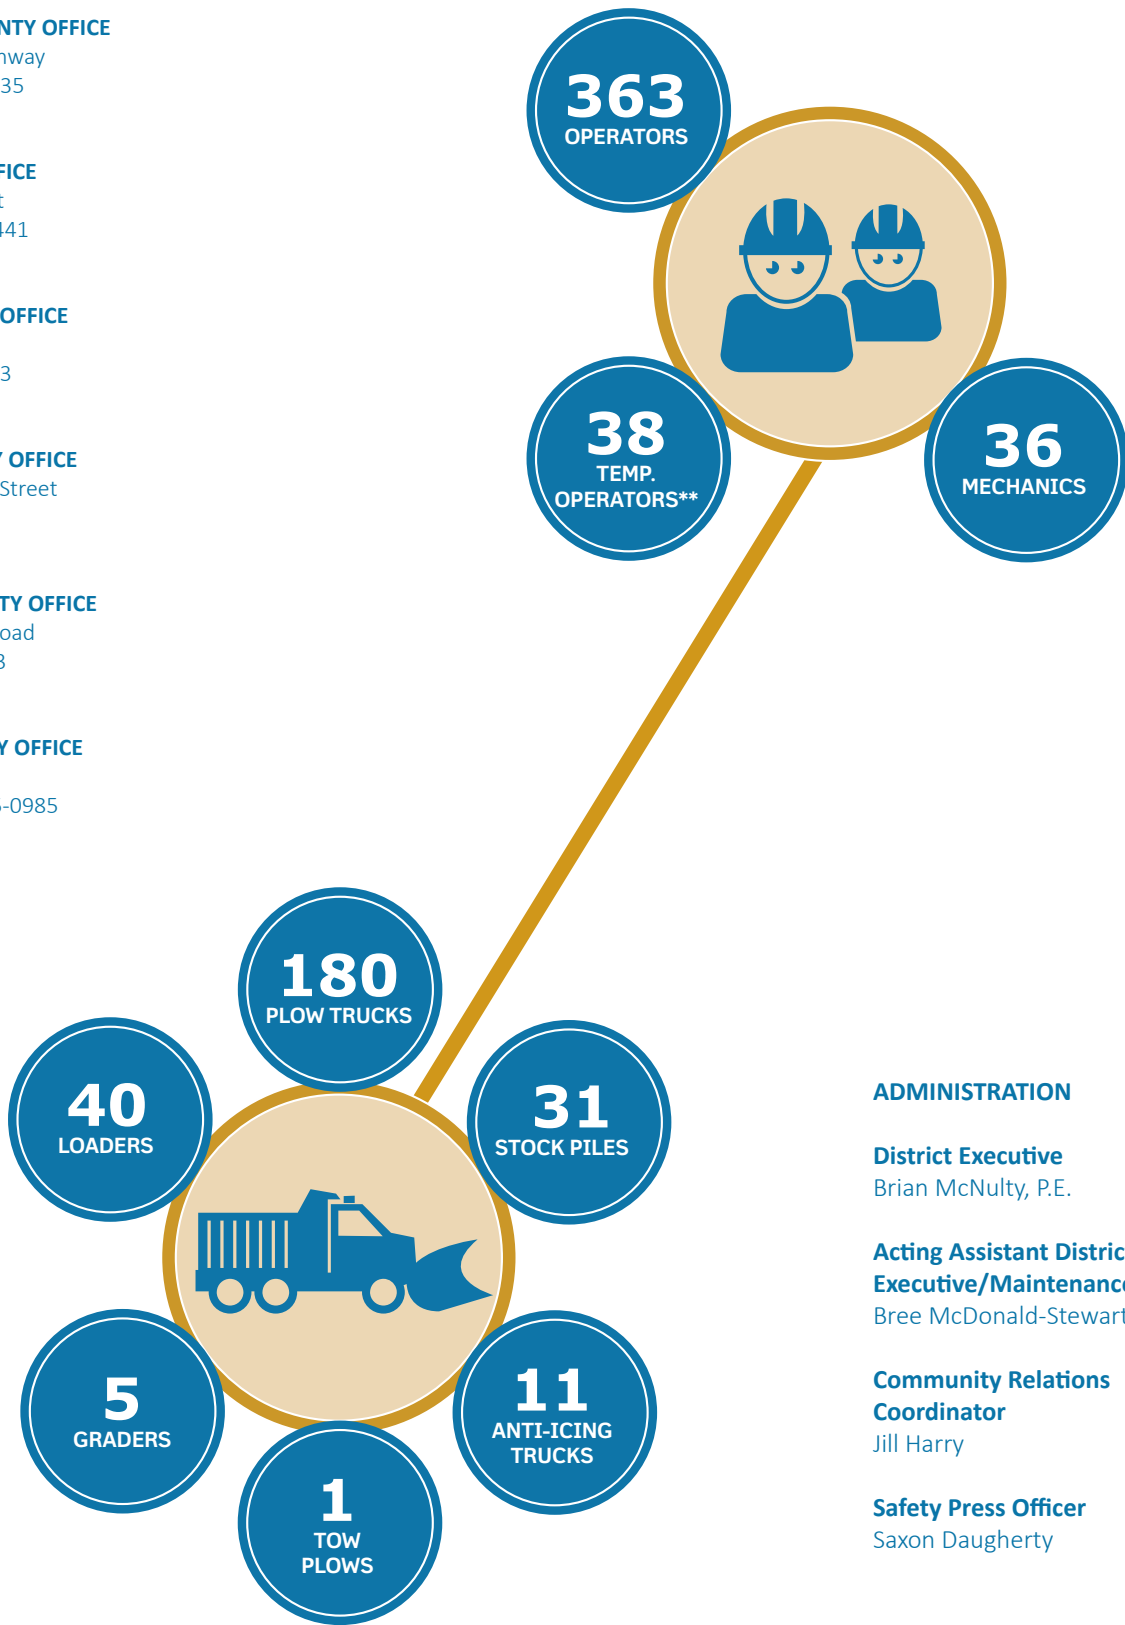 NTY OFFICE
hway
35
FICE
t
441
OFFICE
3
Y OFFICE
Street
TY OFFICE
oad
3
Y OFFICE
-0985
363
OPERATORS
38
TEMP.
OPERATORS**
36
MECHANICS
180
PLOW TRUCKS
40
LOADERS
31
STOCK PILES
5
GRADERS
11
ANTI-ICING
TRUCKS
1
TOW
PLOWS
ADMINISTRATION
District Executive
Brian McNulty, P.E.
Acting Assistant Distric
Executive/Maintenance
Bree McDonald-Stewart
Community Relations
Coordinator
Jill Harry
Safety Press Officer
Saxon Daugherty